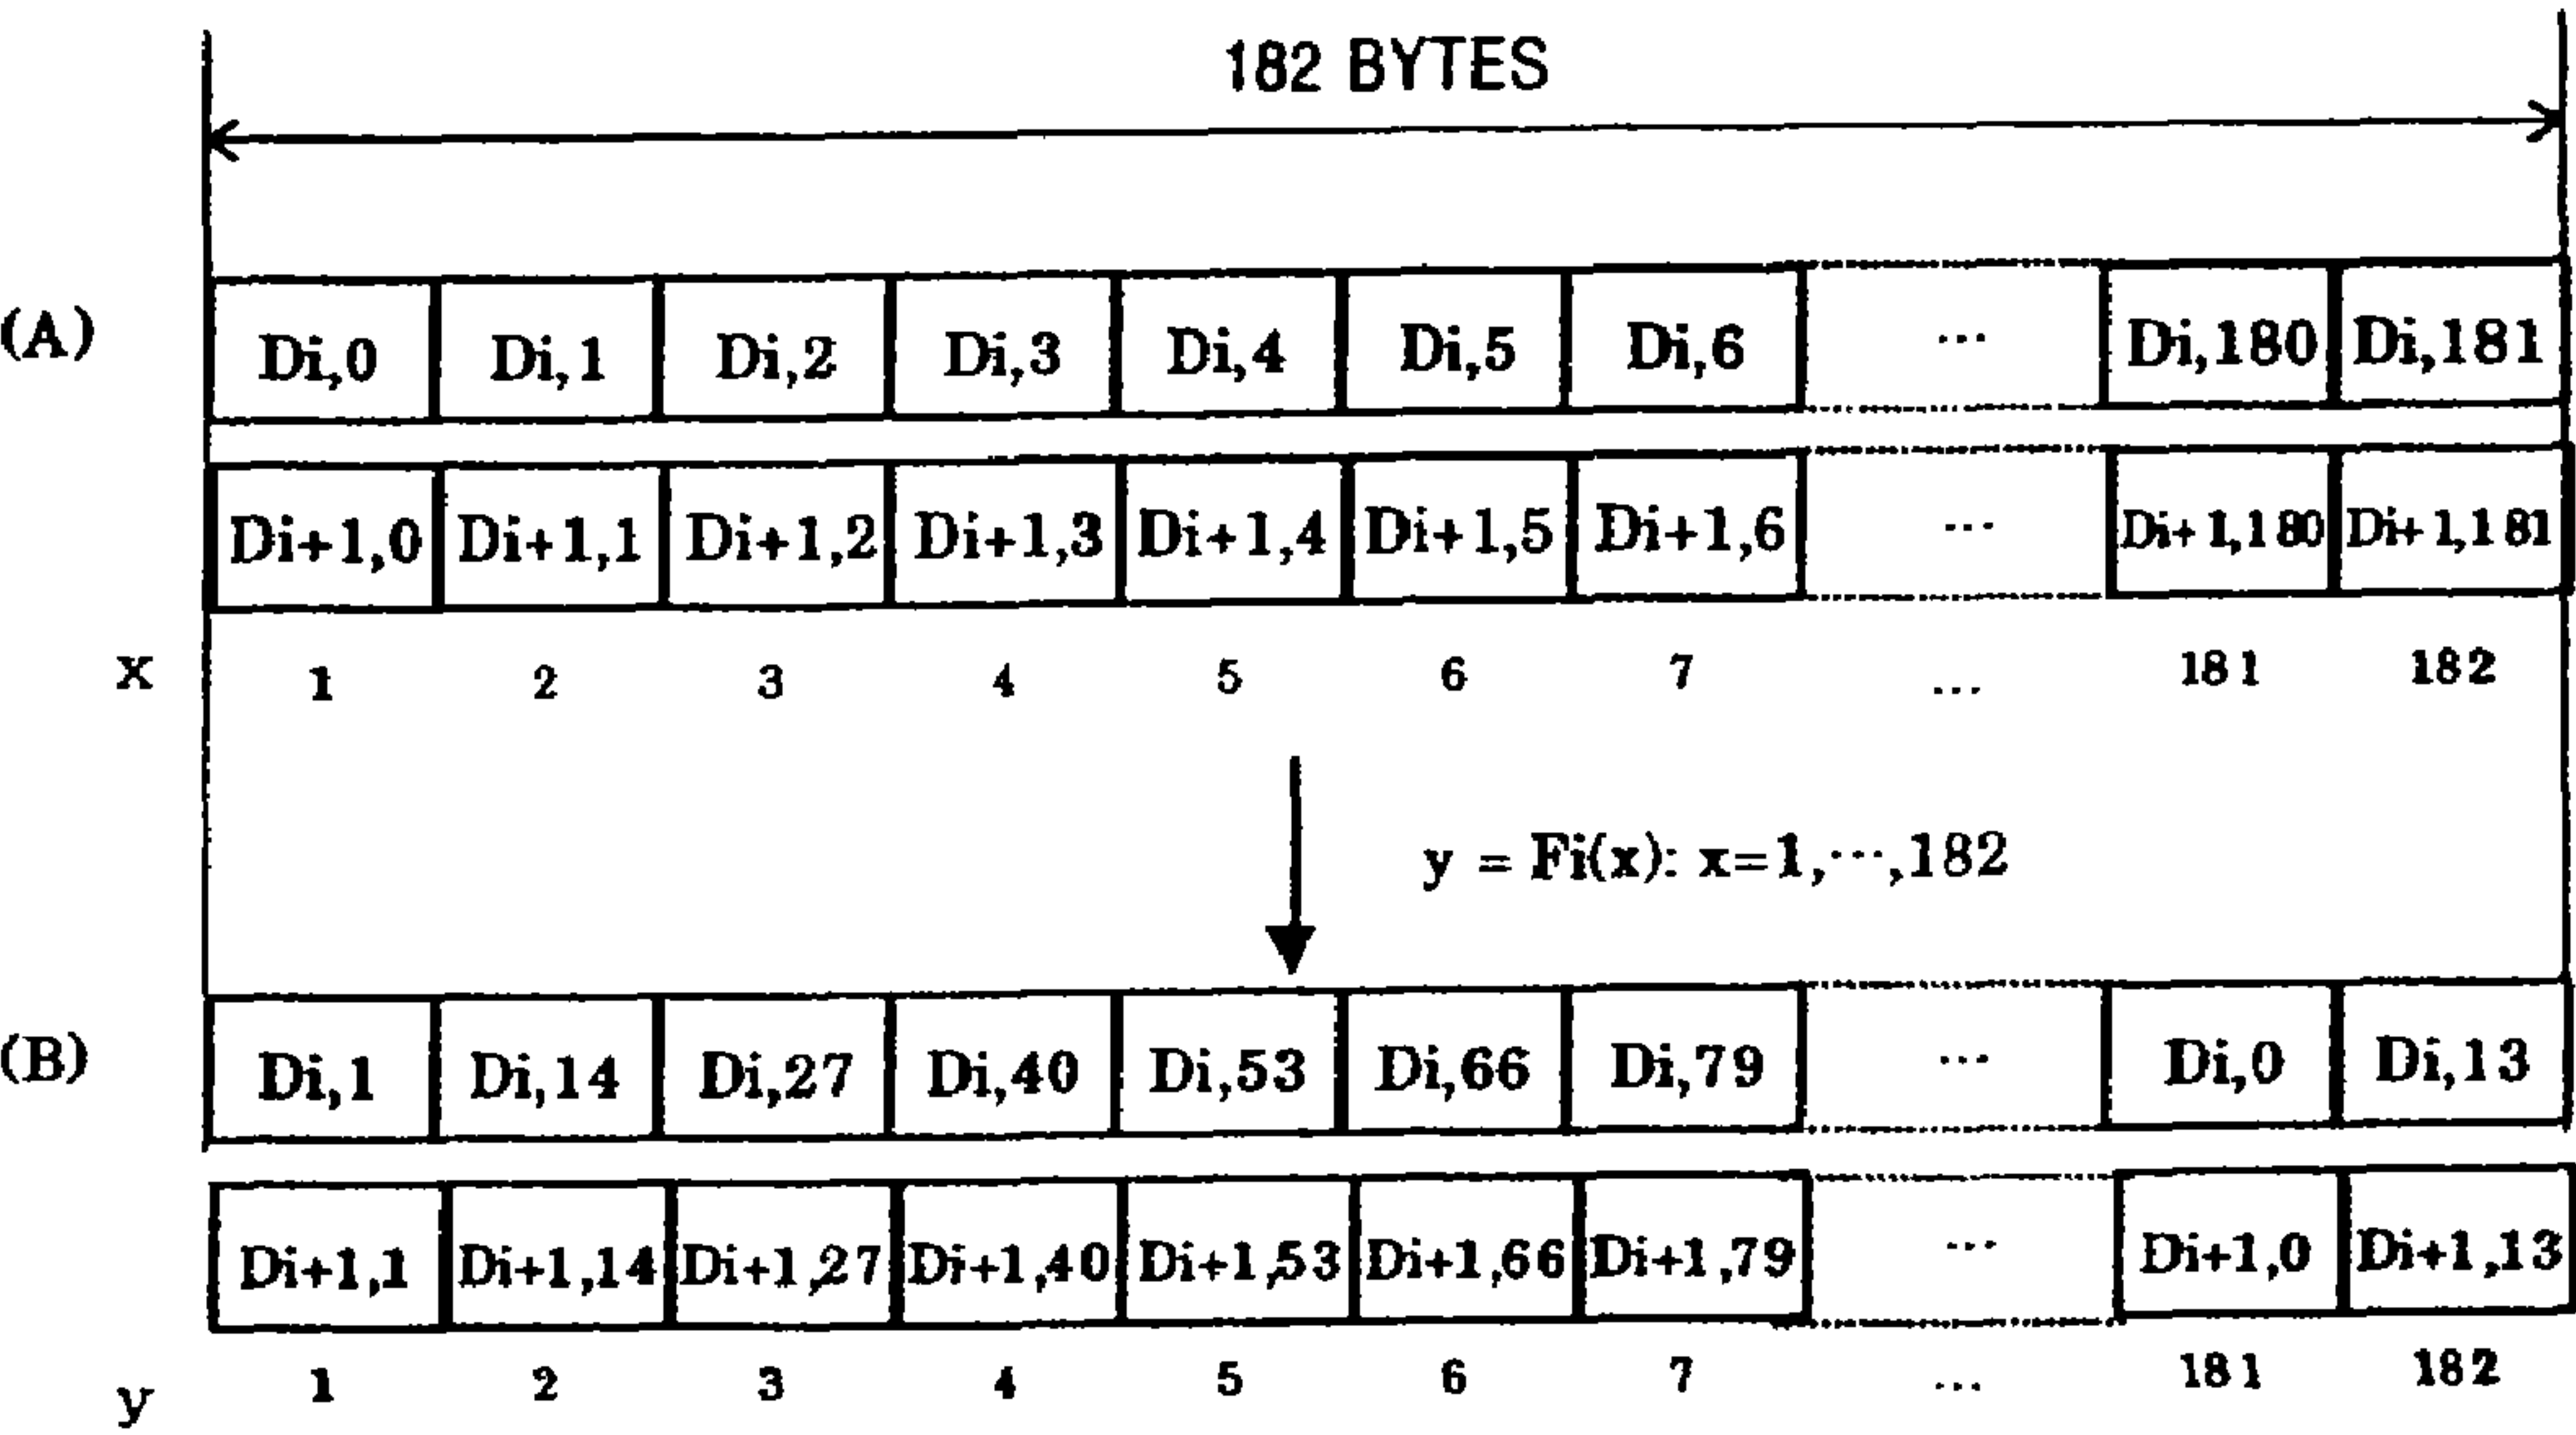 182 BYTES
(A) Di,0 Di,1 Di,2 Di,3 Di,4 Di,5 Di,6 ... Di,180 Di,181
Di+1,0 Di+1,1 Di+1,2 Di+1,3 Di+1,4 Di+1,5 Di+1,6 ... Di+1,180 Di+1,181
x 1 2 3 4 5 6 7 ... 181 182
y = Fi(x): x=1,...,182
(B) Di,1 Di,14 Di,27 Di,40 Di,53 Di,66 Di,79 ... Di,0 Di,13
Di+1,1 Di+1,14 Di+1,27 Di+1,40 Di+1,53 Di+1,66 Di+1,79 ... Di+1,0 Di+1,13
y 1 2 3 4 5 6 7 ... 181 182